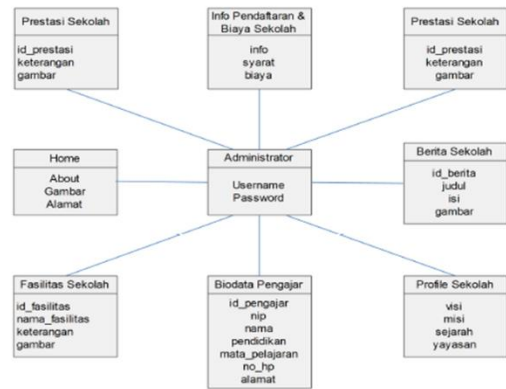 Prestasi Sekolah
id_prestasi
keterangan
gambar
Info Pendaftaran &
Biaya Sekolah
info
syarat
biaya
Prestasi Sekolah
id_prestasi
keterangan
gambar
Home
About
Gambar
Alamat
Administrator
Username
Password
Berita Sekolah
id_berita
judul
isi
gambar
Fasilitas Sekolah
id_fasilitas
nama_fasilitas
keterangan
gambar
Biodata Pengajar
id_pengajar
nip
nama
pendidikan
mata_pelajaran
no_hp
alamat
Profile Sekolah
visi
misi
sejarah
yayasan